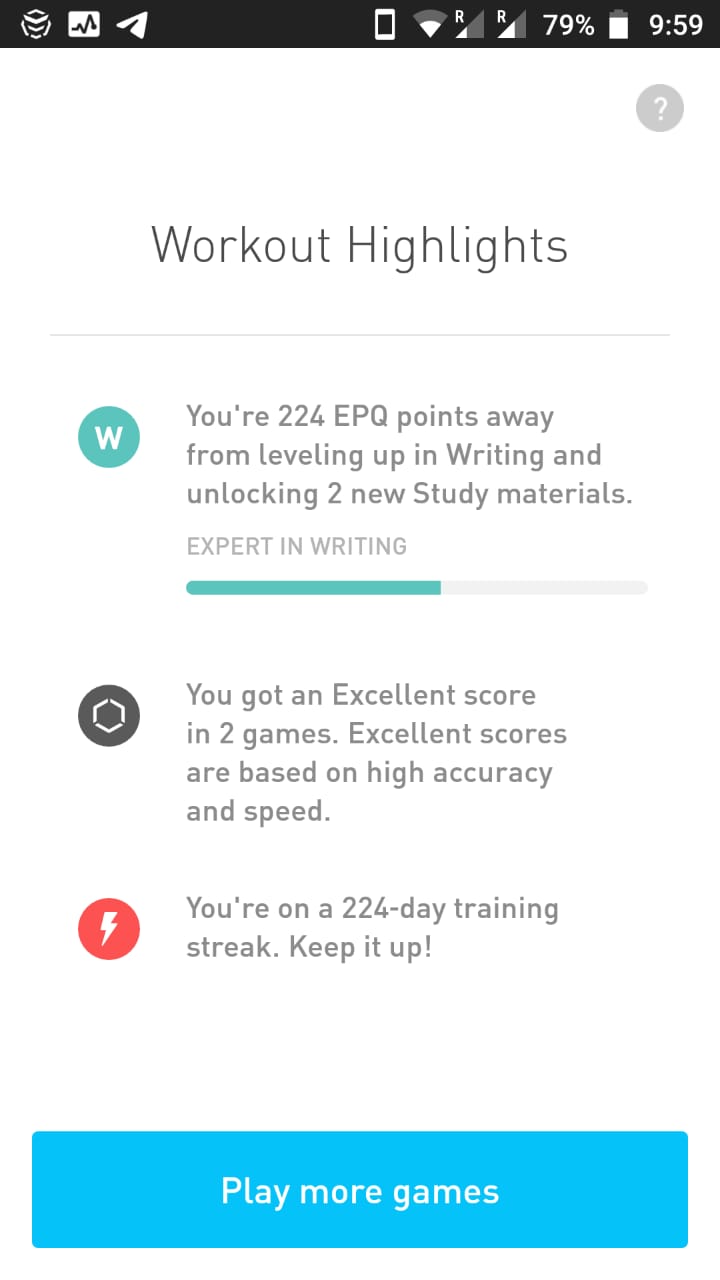 R R 79% 9:59
?
Workout Highlights
W
You're 224 EPQ points away
from leveling up in Writing and
unlocking 2 new Study materials.
EXPERT IN WRITING
You got an Excellent score
in 2 games. Excellent scores
are based on high accuracy
and speed.
You're on a 224-day training
streak. Keep it up!
Play more games